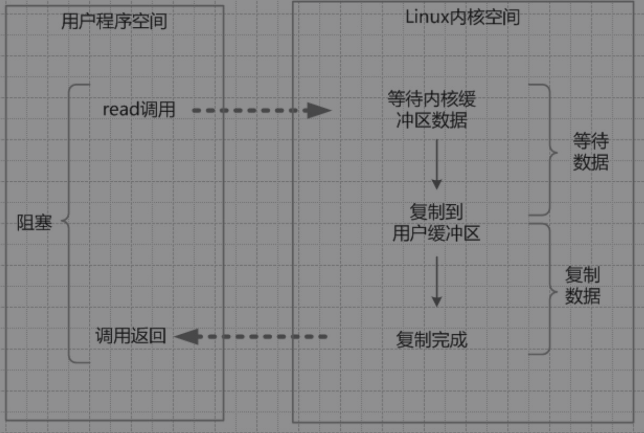 用户程序空间
Linux内核空间
read调用
等待内核缓
冲区数据
等待
数据
阻塞
复制到
用户缓冲区
复制
数据
调用返回
复制完成